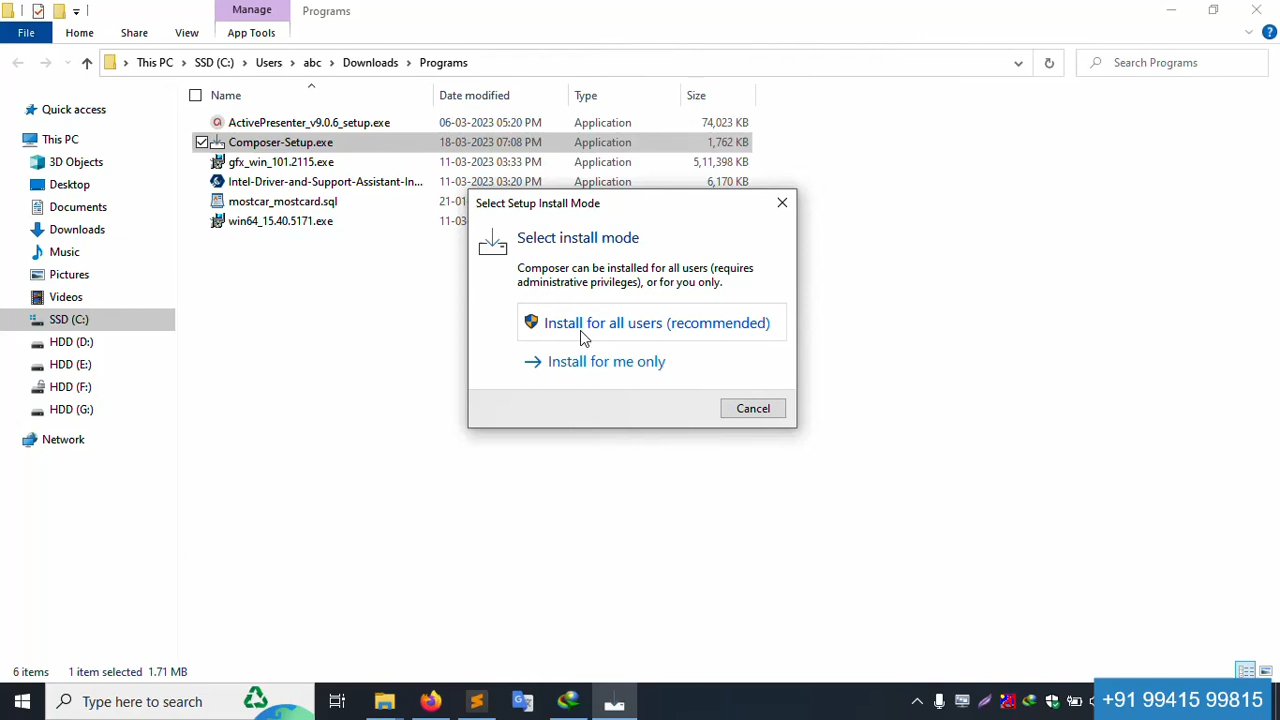 Manage
Programs
File
Home
Share
View
App Tools
This PC
SSD (C:)
Users
abc
Downloads
Programs
Search Programs
Name
Date modified
Type
Size
ActivePresenter_v9.0.6_setup.exe 06-03-2023 05:20 PM Application 74,023 KB
Composer-Setup.exe 18-03-2023 07:08 PM Application 1,762 KB
gfx_win_101.2115.exe 11-03-2023 03:33 PM Application 5,11,398 KB
Intel-Driver-and-Support-Assistant-In... 11-03-2023 03:20 PM Application 6,170 KB
mostcar_mostcard.sql 21-01
win64_15.40.5171.exe 11-03
Quick access
This PC
3D Objects
Desktop
Documents
Downloads
Music
Pictures
Videos
SSD (C:)
HDD (D:)
HDD (E:)
HDD (F:)
HDD (G:)
Network
Select Setup Install Mode
Select install mode
Composer can be installed for all users (requires
administrative privileges), or for you only.
Install for all users (recommended)
Install for me only
Cancel
6 items 1 item selected 1.71 MB
Type here to search
+91 99415 99815